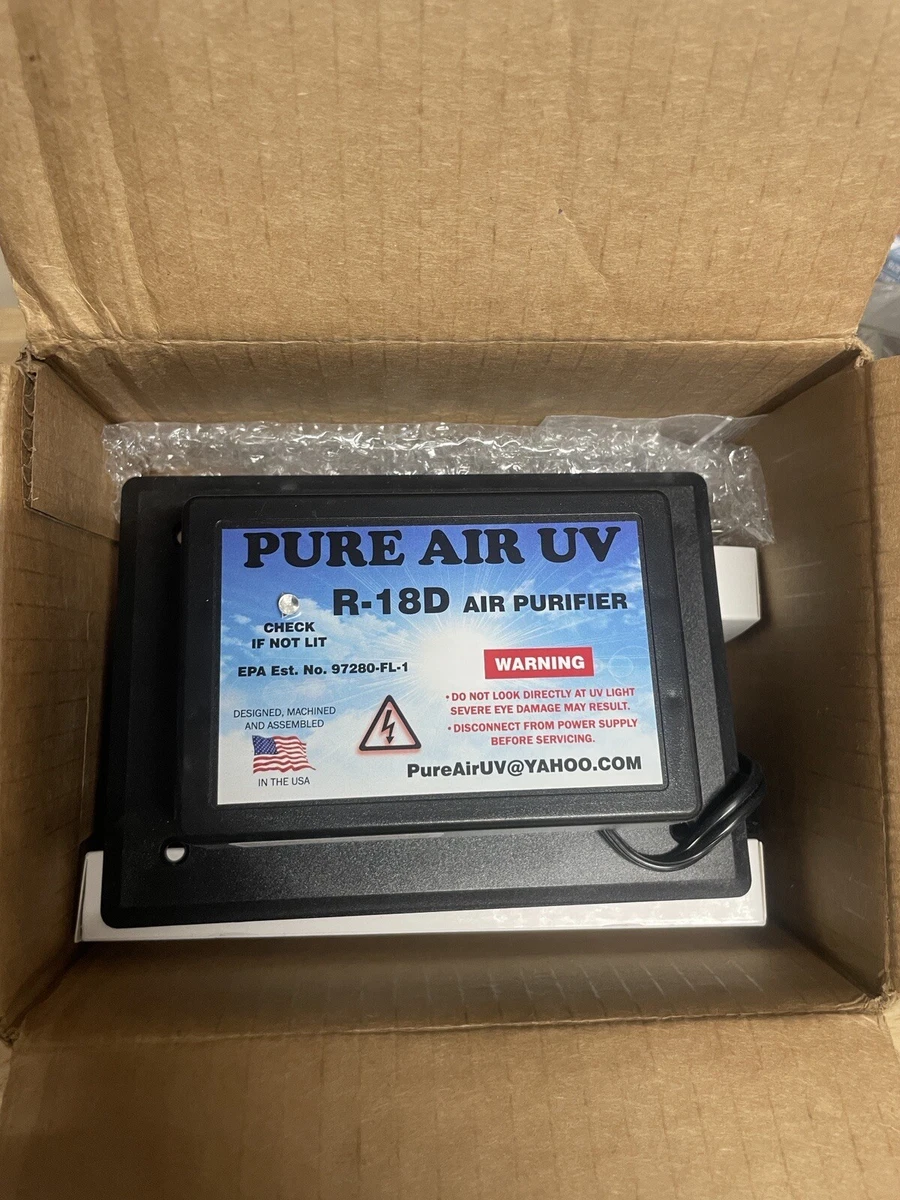 PURE AIR UV
R-18D AIR PURIFIER
CHECK
IF NOT LIT
EPA Est. No. 97280-FL-1
WARNING
• DO NOT LOOK DIRECTLY AT UV LIGHT
SEVERE EYE DAMAGE MAY RESULT.
• DISCONNECT FROM POWER SUPPLY
BEFORE SERVICING.
DESIGNED, MACHINED
AND ASSEMBLED
IN THE USA
PureAirUV@YAHOO.COM